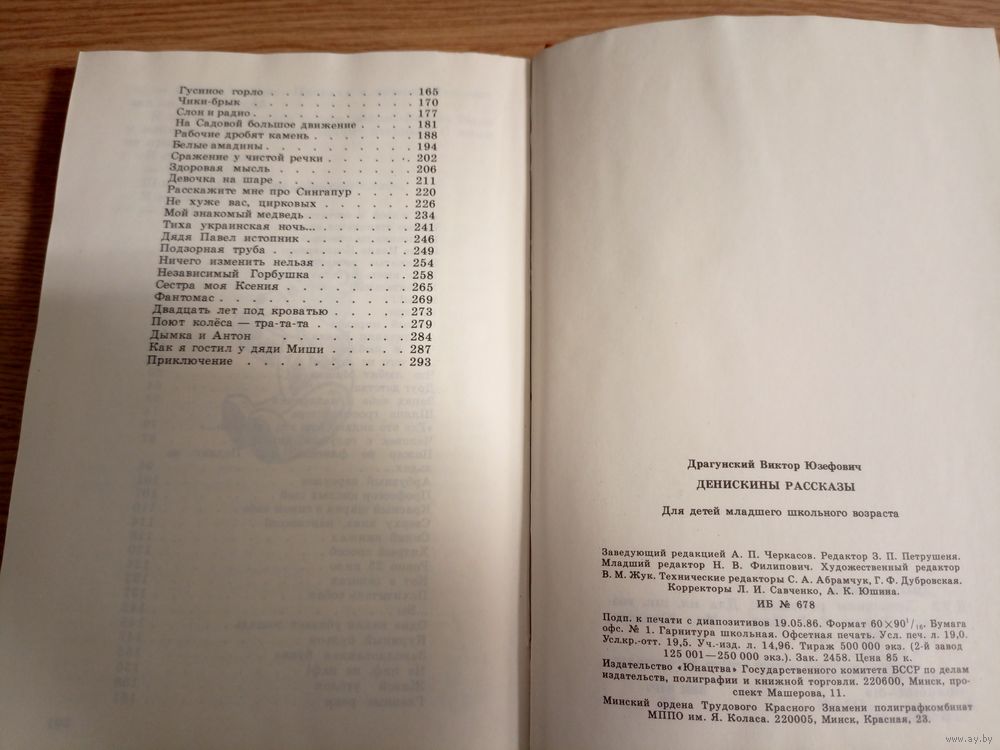 Гусиное горло . . . . . . . . . . 165
Чики-брык . . . . . . . . . . 170
Слон и радио . . . . . . . . . . 177
На Садовой большое движение . . . . 181
Рабочие дробят камень . . . . . . . 188
Белые амадины . . . . . . . . . 194
Сражение у чистой речки . . . . . . 202
Здоровая мысль . . . . . . . . . 206
Девочка на шаре . . . . . . . . . 211
Расскажите мне про Сингапур . . . . 220
Не хуже вас, цирковых . . . . . . 226
Мой знакомый медведь . . . . . . . 234
Тиха украинская ночь... . . . . . . 241
Дядя Павел истопник . . . . . . . 246
Подзорная труба . . . . . . . . . 249
Ничего изменить нельзя . . . . . . 254
Независимый Горбушка . . . . . . . 258
Сестра моя Ксения . . . . . . . . 265
Фантомас . . . . . . . . . . . 269
Двадцать лет под кроватью . . . . . 273
Поют колёса — тра-та-та . . . . . . 279
Дымка и Антон . . . . . . . . 284
Как я гостил у дяди Миши . . . . . 287
Приключение . . . . . . . . . . 293
Драгунский Виктор Юзефович
ДЕНИСКИНЫ РАССКАЗЫ
Для детей младшего школьного возраста
Заведующий редакцией А. П. Черкасов. Редактор З. П. Петрушеня.
Младший редактор Н. В. Филипович. Художественный редактор
В. М. Жук. Технические редакторы С. А. Абрамчук, Г. Ф. Дубровская.
Корректоры Л. И. Савченко, А. К. Юшина.
ИБ № 678
Подп. к печати с диапозитивов 19.05.86. Формат 60×90¹/₁₆. Бумага
офс. № 1. Гарнитура школьная. Офсетная печать. Усл. печ. л. 19,0.
Усл.кр.-отт. 19,5. Уч.-изд. л. 14,96. Тираж 500 000 экз. (2-й завод
125 001—250 000 экз.). Зак. 2458. Цена 85 к.
Издательство «Юнацтва» Государственного комитета БССР по делам
издательств, полиграфии и книжной торговли. 220600, Минск, про-
спект Машерова, 11.
Минский ордена Трудового Красного Знамени полиграфкомбинат
МППО им. Я. Коласа. 220005, Минск, Красная, 23.
www.ay.by